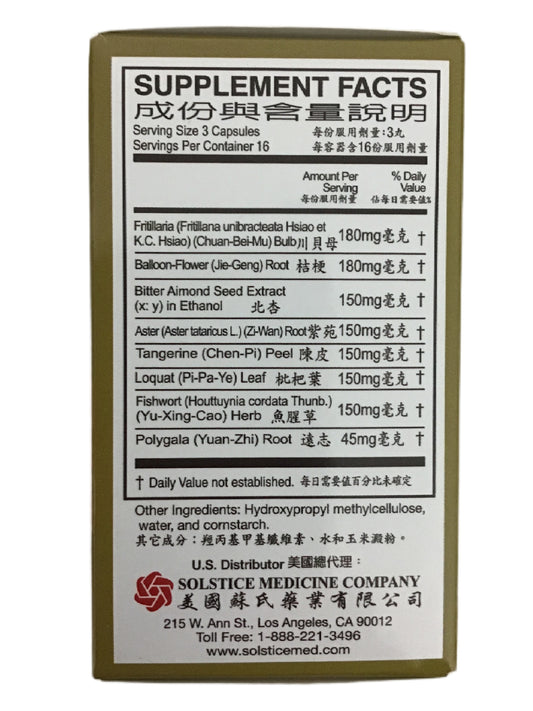 SUPPLEMENT FACTS
成份與含量說明
Serving Size 3 Capsules 每份服用劑量:3丸
Servings Per Container 16 每容器含16份服用劑量
Amount Per % Daily
Serving Value
每份服用劑量 佔每日需要值%
Fritillaria (Fritillana unibracteata Hsiao et
K.C. Hsiao) (Chuan-Bei-Mu) Bulb川貝母 180mg毫克 †
Balloon-Flower (Jie-Geng) Root 桔梗 180mg毫克 †
Bitter Almond Seed Extract
(x: y) in Ethanol 北杏 150mg毫克 †
Aster (Aster tataricus L.) (Zi-Wan) Root紫苑 150mg毫克 †
Tangerine (Chen-Pi) Peel 陳皮 150mg毫克 †
Loquat (Pi-Pa-Ye) Leaf 枇杷葉 150mg毫克 †
Fishwort (Houttuynia cordata Thunb.)
(Yu-Xing-Cao) Herb 魚腥草 150mg毫克 †
Polygala (Yuan-Zhi) Root 遠志 45mg毫克 †
† Daily Value not established. 每日需要值百分比未確定
Other Ingredients: Hydroxypropyl methylcellulose,
water, and cornstarch.
其它成分：羥丙基甲基纖維素、水和玉米澱粉。
U.S. Distributor 美國總代理：
SOLSTICE MEDICINE COMPANY
美國蘇氏藥業有限公司
215 W. Ann St., Los Angeles, CA 90012
Toll Free: 1-888-221-3496
www.solsticemed.com